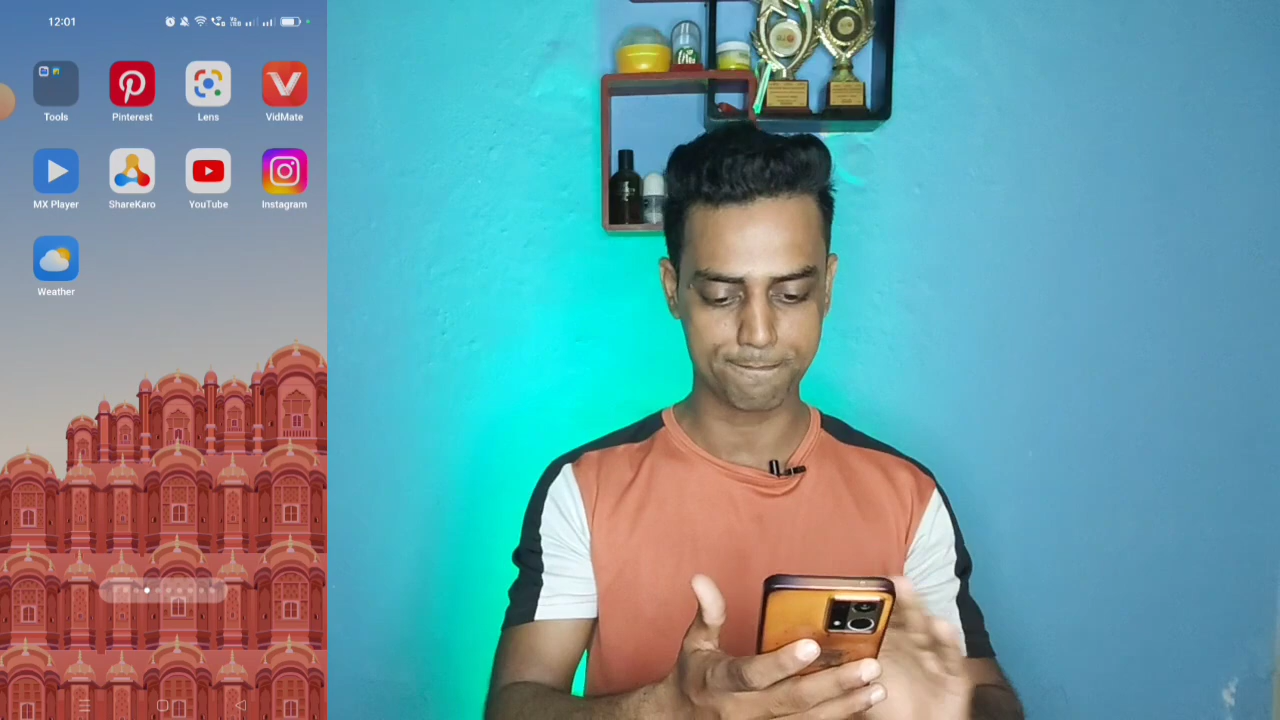 12:01
Tools
Pinterest
Lens
VidMate
MX Player
ShareKaro
YouTube
Instagram
Weather